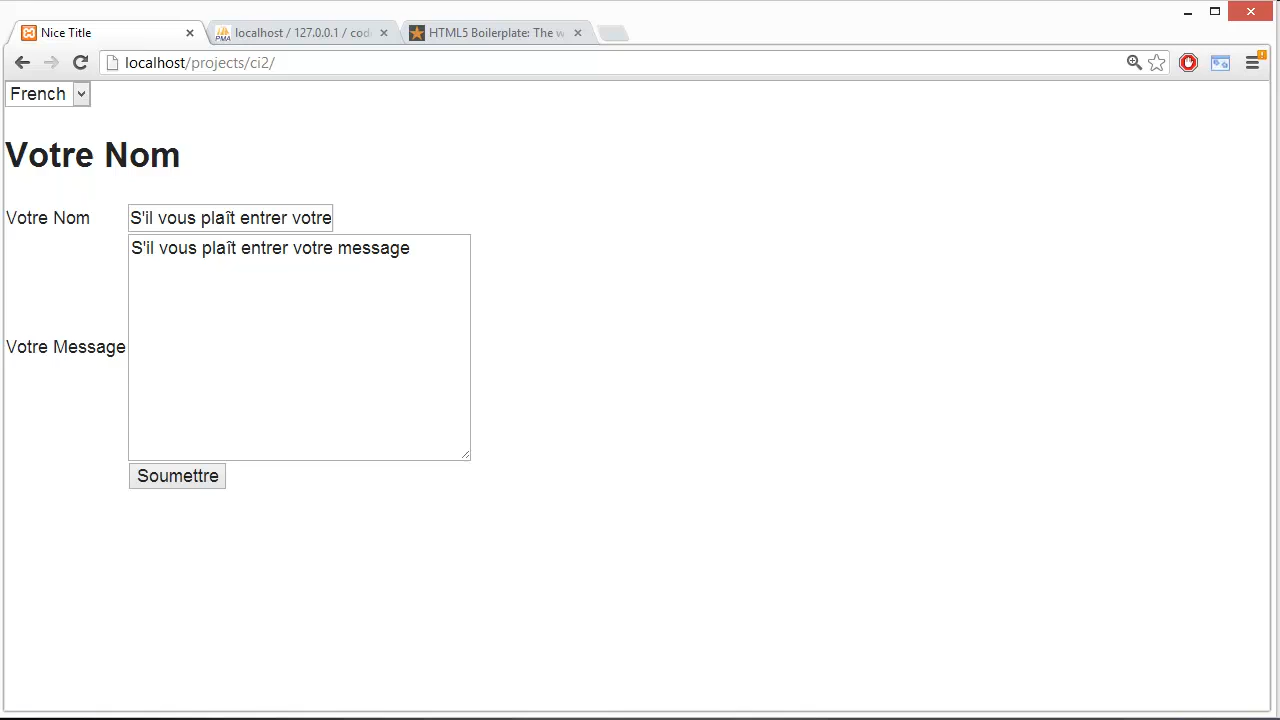 Nice Title
localhost / 127.0.0.1 / cod
HTML5 Boilerplate: The w
localhost/projects/ci2/
French
Votre Nom
Votre Nom
S'il vous plaît entrer votre
S'il vous plaît entrer votre message
Votre Message
Soumettre